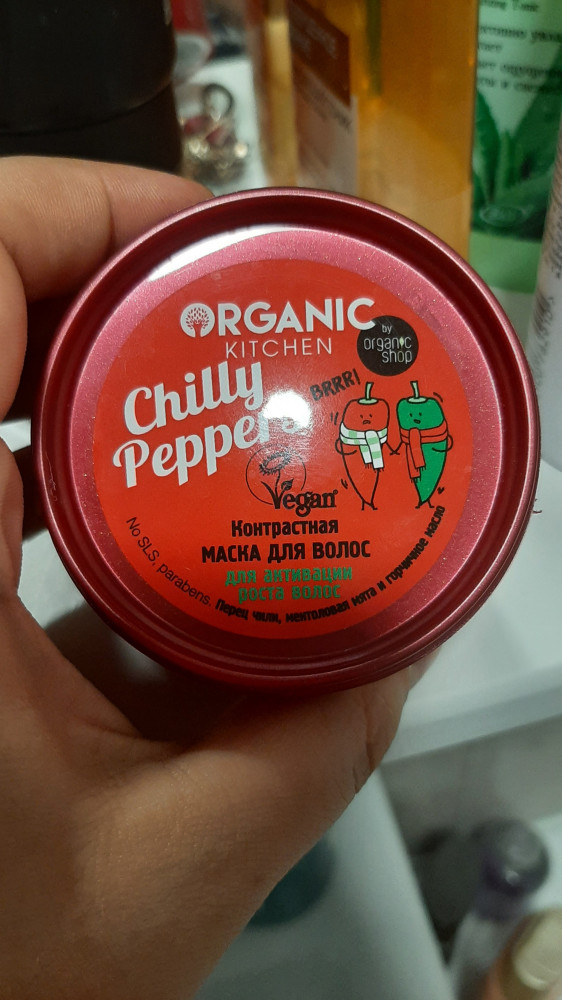 ORGANIC
KITCHEN
by
organic
shop
Chilly
Peppers
BRRR!
Vegan
Контрастная
МАСКА ДЛЯ ВОЛОС
для активации
роста волос
No SLS, parabens. Перец чили, ментоловая мята и горчичное масло